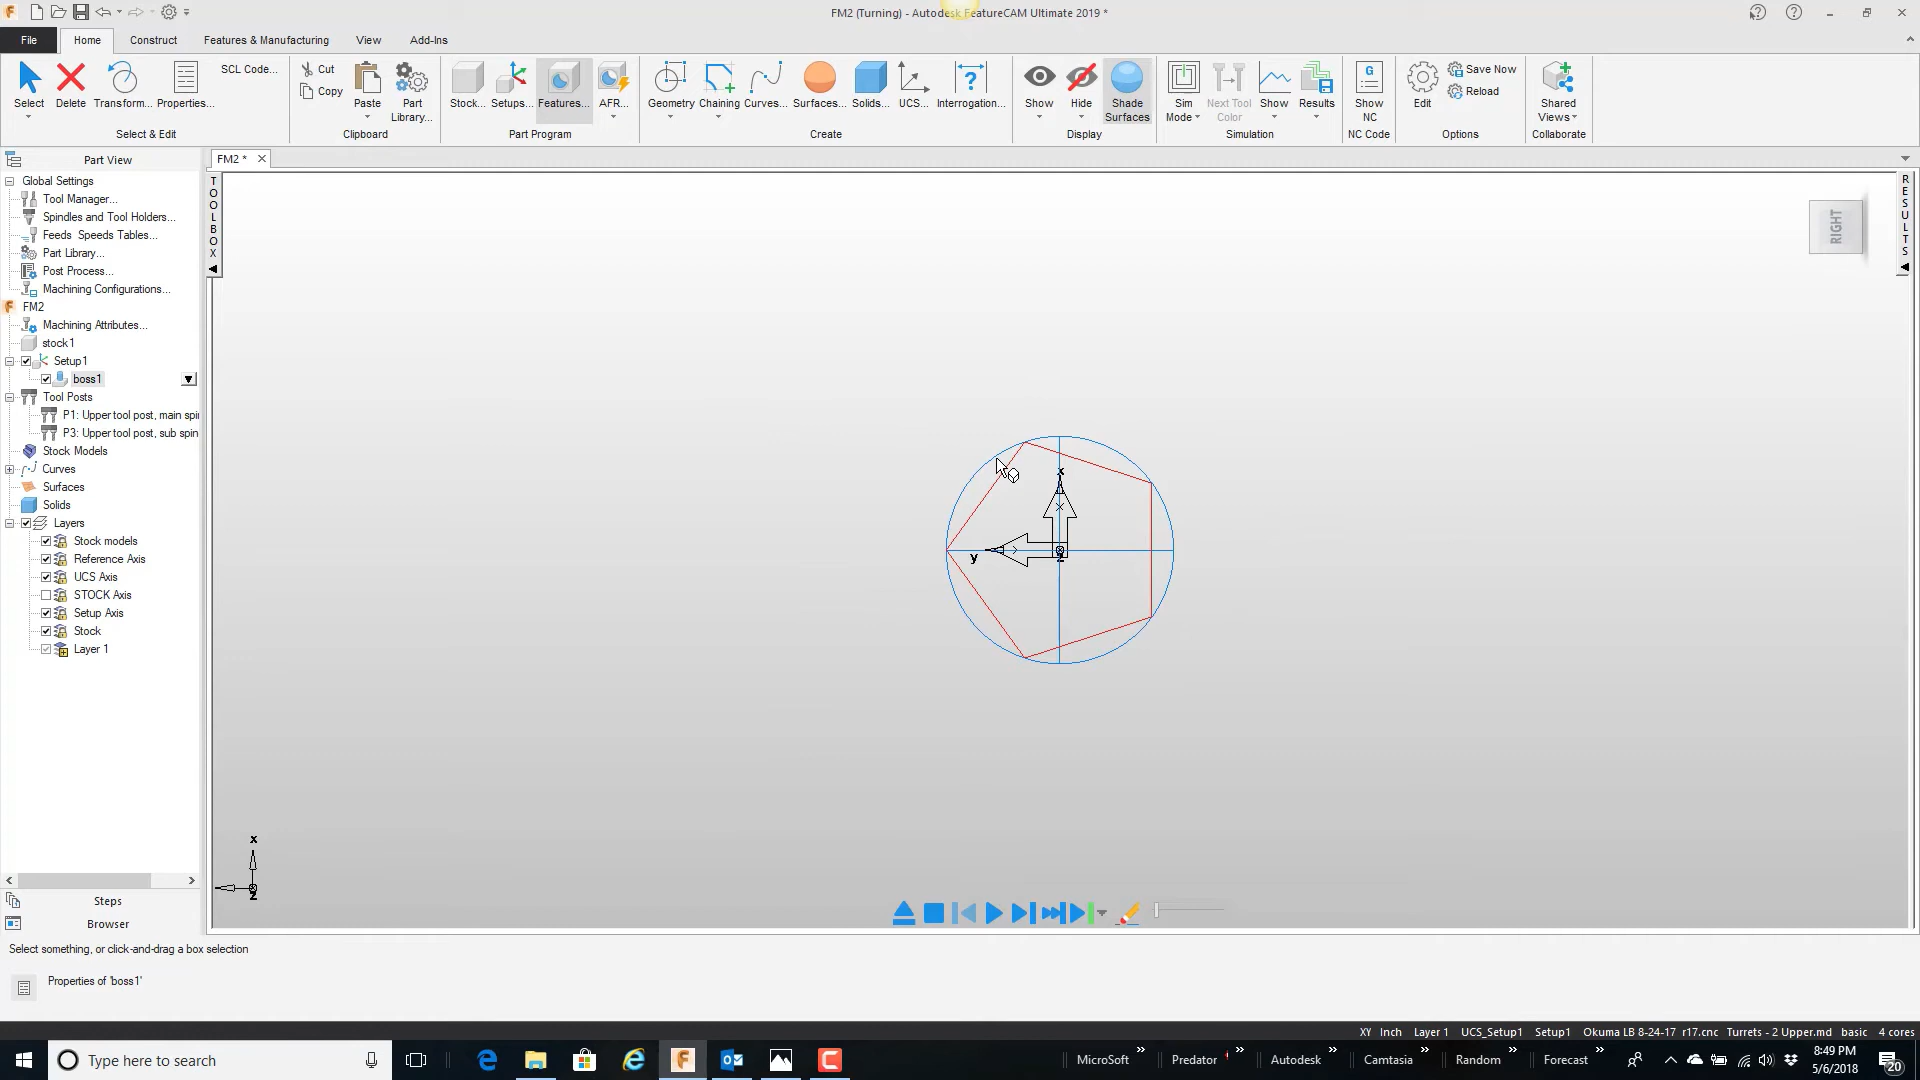 FM2 (Turning) - Autodesk FeatureCAM Ultimate 2019 *
File Home Construct Features & Manufacturing View Add-Ins
Select Delete Transform... Properties... SCL Code...
Select & Edit
Cut
Copy
Paste
Part Library...
Clipboard
Stock... Setups... Features... AFR...
Part Program
Geometry Chaining Curves... Surfaces... Solids... UCS... Interrogation...
Create
Show Hide Shade Surfaces
Display
Sim Mode Next Tool Color Show Results
Simulation
Show NC
NC Code
Edit
Save Now
Reload
Options
Shared Views
Collaborate
Part View
FM2 *
Global Settings
Tool Manager...
Spindles and Tool Holders...
Feeds Speeds Tables...
Part Library...
Post Process...
Machining Configurations...
FM2
Machining Attributes...
stock1
Setup1
boss1
Tool Posts
P1: Upper tool post, main spi
P3: Upper tool post, sub spin
Stock Models
Curves
Surfaces
Solids
Layers
Stock models
Reference Axis
UCS Axis
STOCK Axis
Setup Axis
Stock
Layer 1
Steps
Browser
TOOLBOX
RESULTS
RIGHT
x
y
z
x
z
Select something, or click-and-drag a box selection
Properties of 'boss1'
XY Inch Layer 1 UCS_Setup1 Setup1 Okuma LB 8-24-17 r17.cnc Turrets - 2 Upper.md basic 4 cores
Type here to search
MicroSoft » Predator » Autodesk » Camtasia » Random » Forecast »
8:49 PM
5/6/2018
20